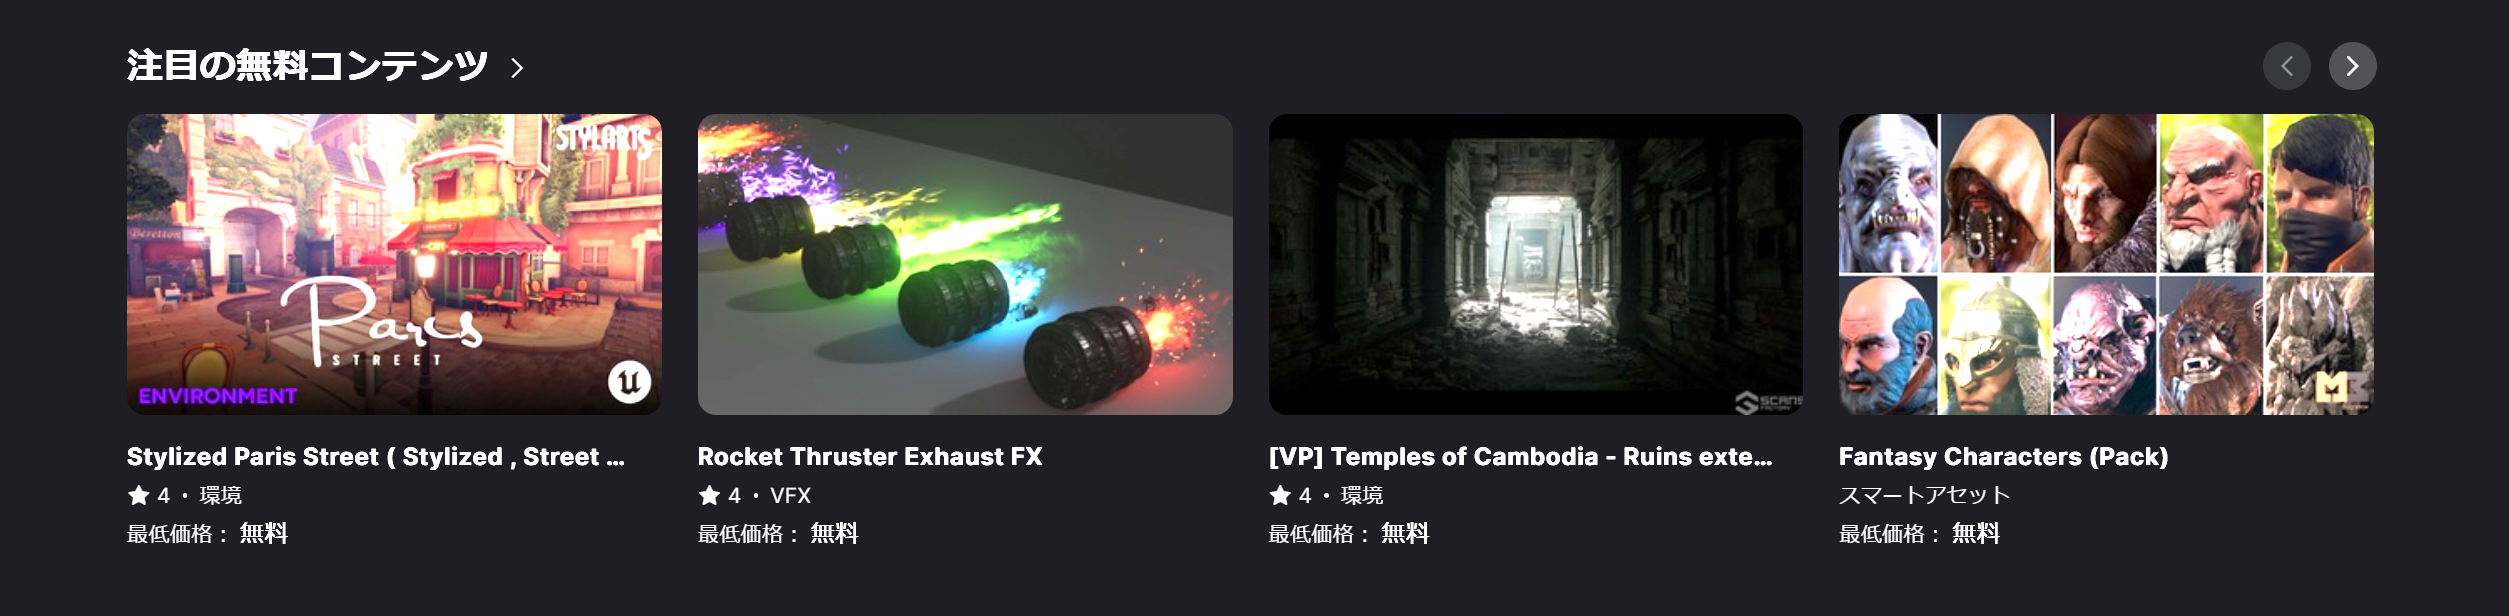 注目の無料コンテンツ
STYLARTS
Beretton
Paris
STREET
ENVIRONMENT
SCANS
FACTORY
Stylized Paris Street ( Stylized , Street ...
4 • 環境
最低価格： 無料
Rocket Thruster Exhaust FX
4 • VFX
最低価格： 無料
[VP] Temples of Cambodia - Ruins exte...
4 • 環境
最低価格： 無料
Fantasy Characters (Pack)
スマートアセット
最低価格： 無料